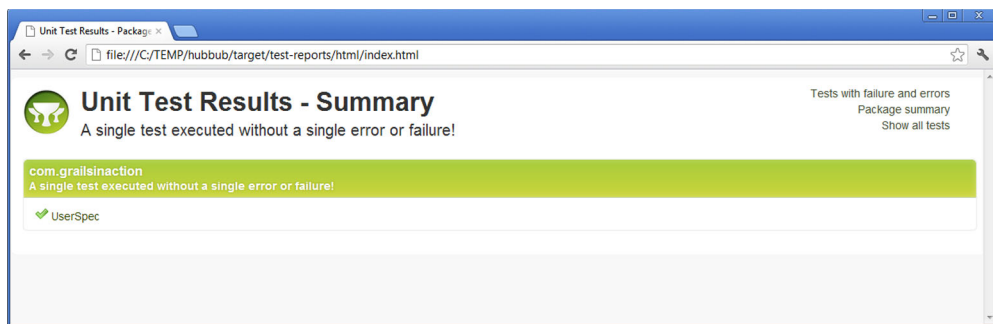 Unit Test Results - Package
file:///C:/TEMP/hubbub/target/test-reports/html/index.html
Unit Test Results - Summary
A single test executed without a single error or failure!
Tests with failure and errors
Package summary
Show all tests
com.grailsinaction
A single test executed without a single error or failure!
UserSpec